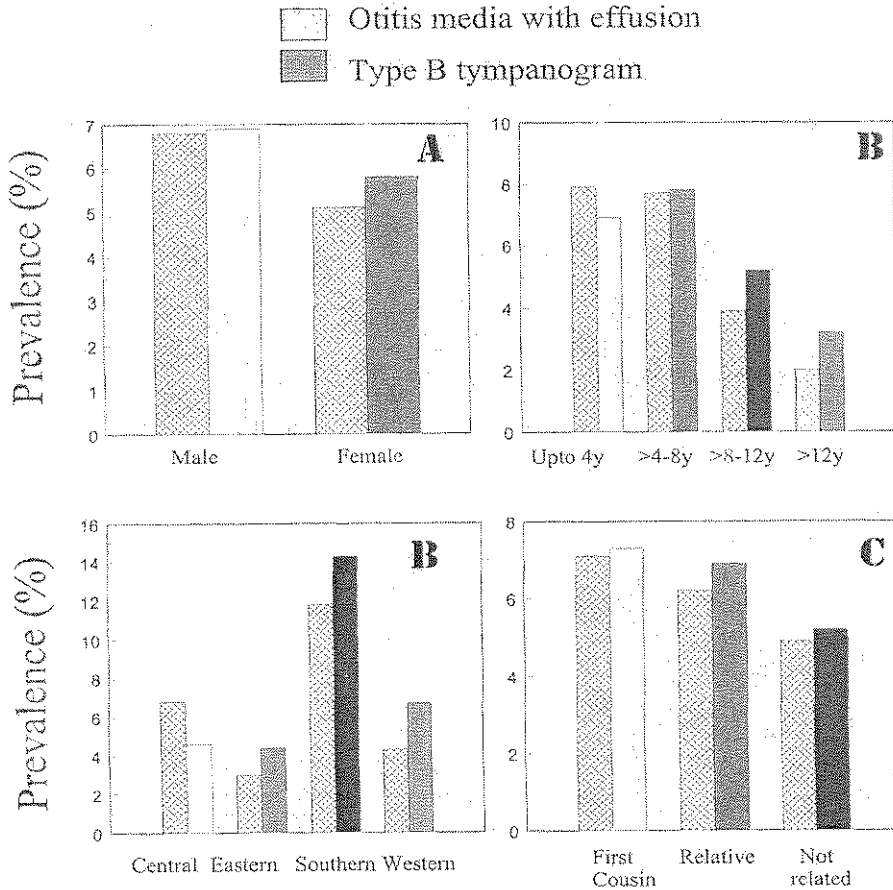 Otitis media with effusion
Type B tympanogram
A
Prevalence (%)
7
6
5
4
3
2
1
0
Male Female
B
10
8
6
4
2
0
Upto 4y >4-8y >8-12y >12y
B
Prevalence (%)
16
14
12
10
8
6
4
2
0
Central Eastern Southern Western
C
8
6
4
2
0
First Relative Not
Cousin related